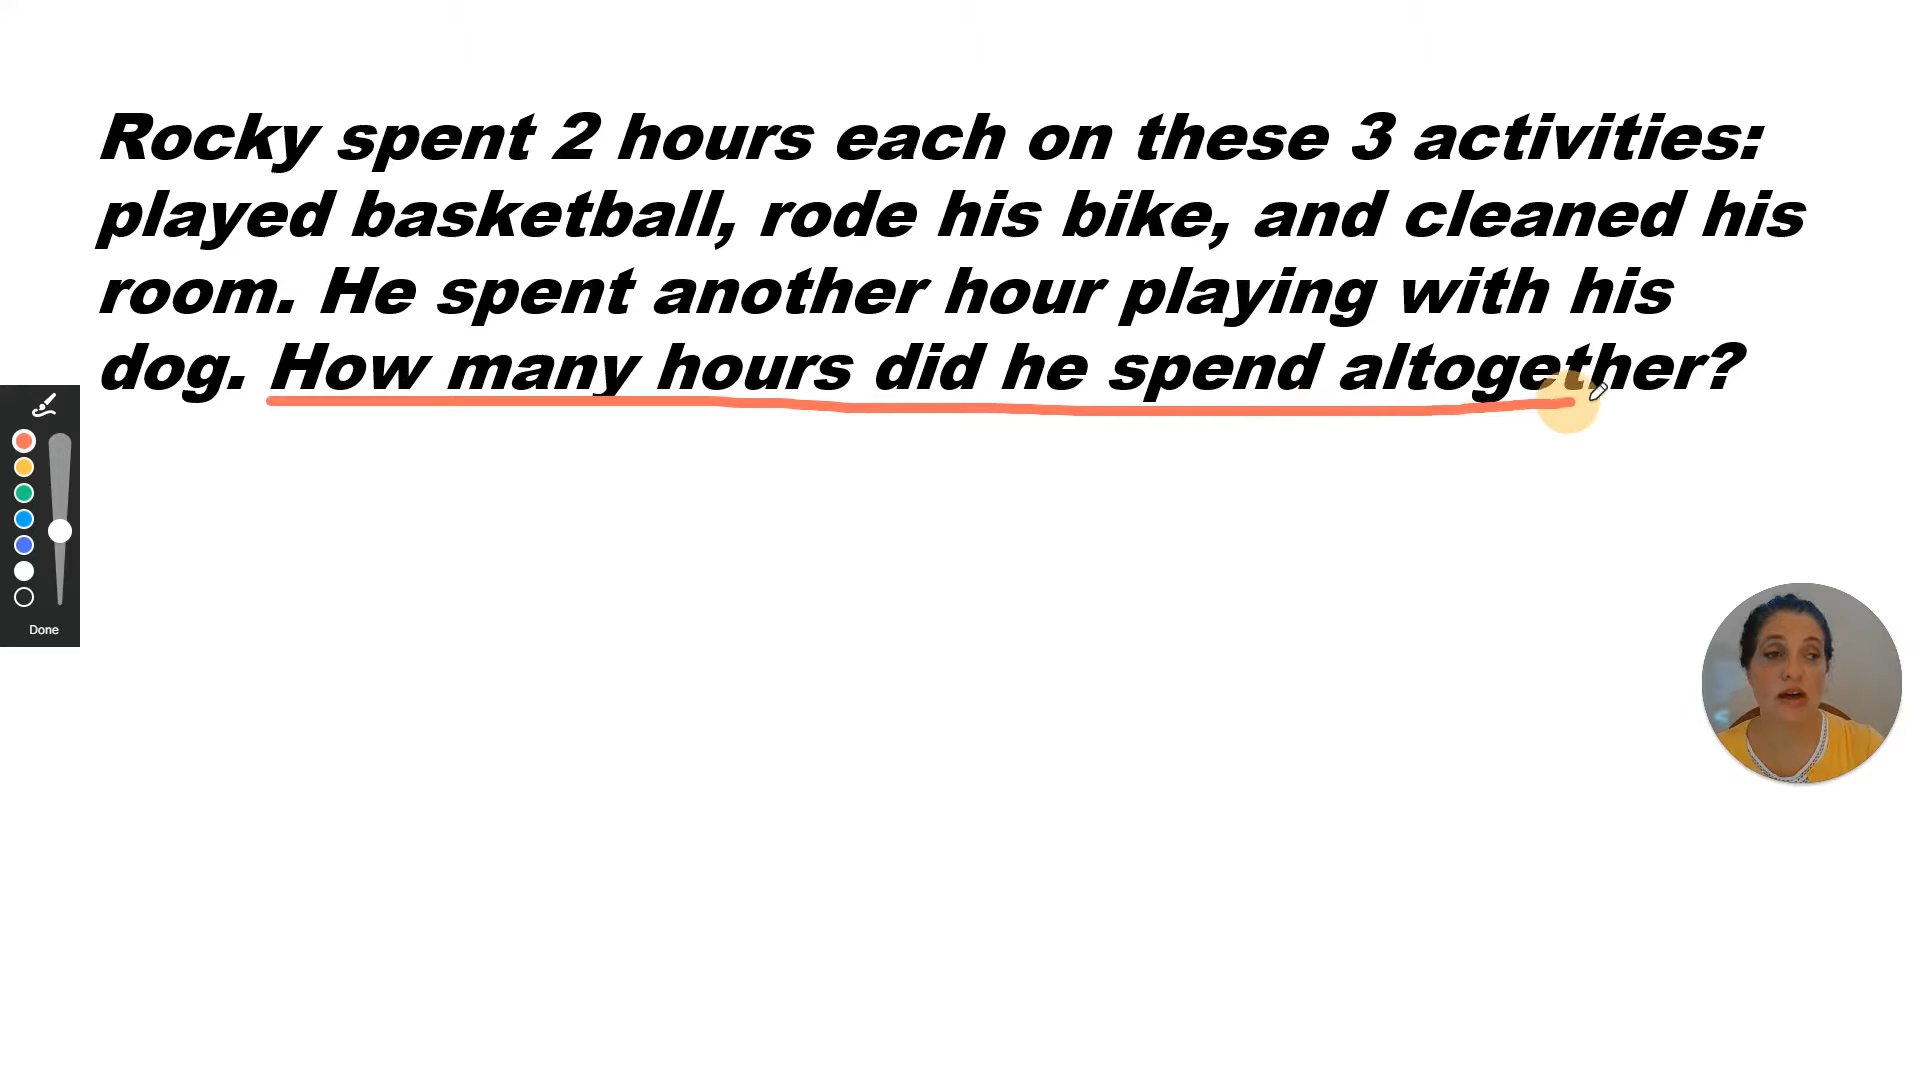 Rocky spent 2 hours each on these 3 activities:
played basketball, rode his bike, and cleaned his
room. He spent another hour playing with his
dog. How many hours did he spend altogether?
Done